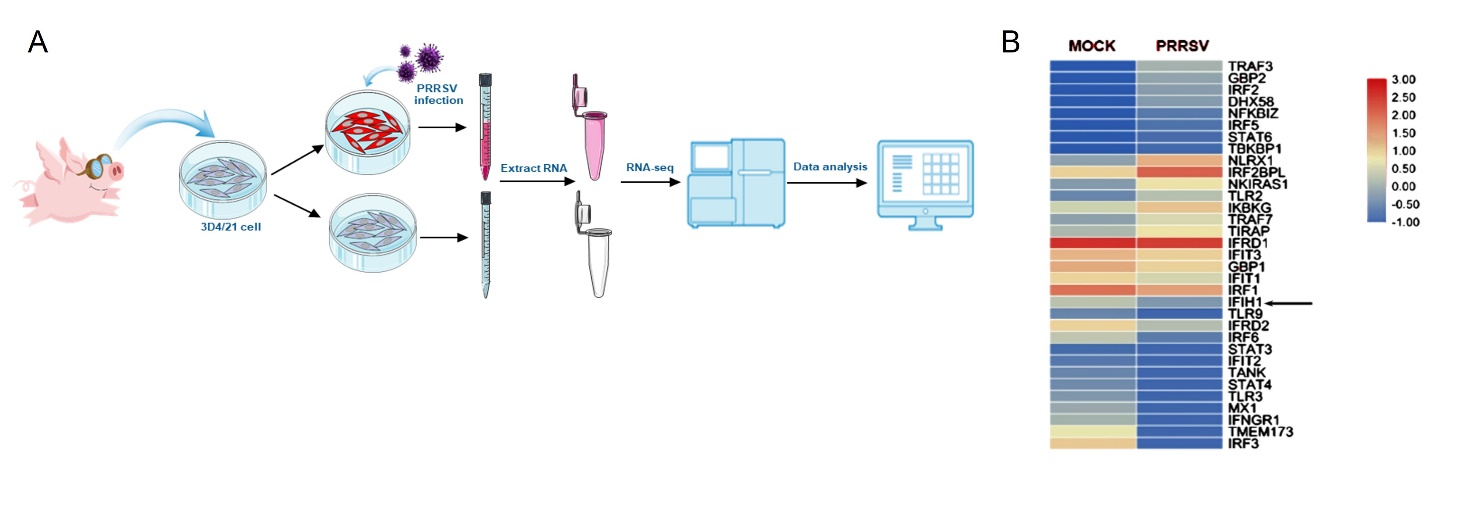 A
PRRSV
infection
3D4/21 cell
Extract RNA
RNA-seq
Data analysis
B
MOCK PRRSV
TRAF3
GBP2
IRF2
DHX58
NFKBIZ
IRF5
STAT6
TBKBP1
NLRX1
IRF2BPL
NKIRAS1
TLR2
IKBKG
TRAF7
TIRAP
IFRD1
IFIT3
GBP1
IFIT1
IRF1
IFIH1
TLR9
IFRD2
IRF6
STAT3
IFIT2
TANK
STAT4
TLR3
MX1
IFNGR1
TMEM173
IRF3
3.00
2.50
2.00
1.50
1.00
0.50
0.00
-0.50
-1.00